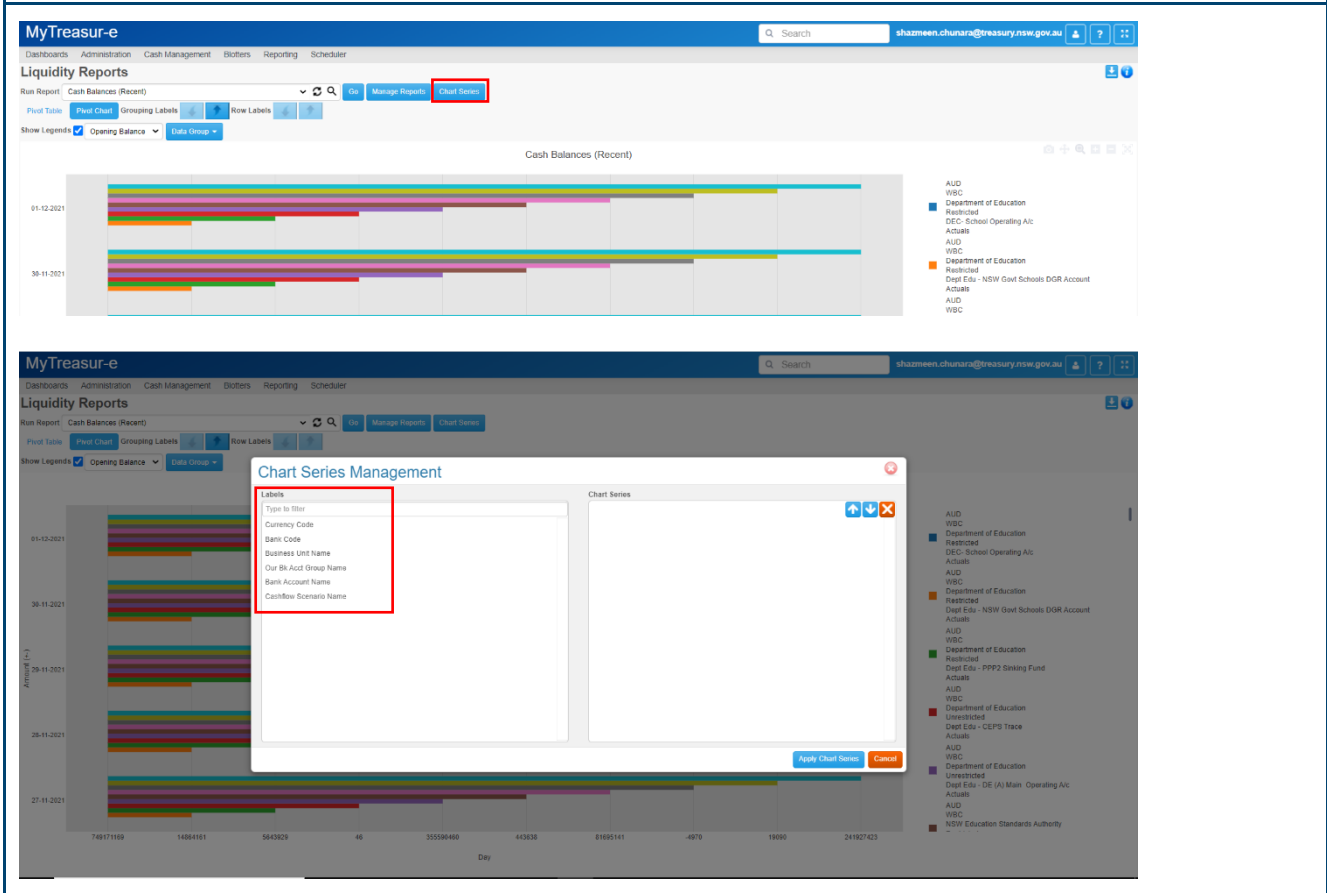 MyTreasur-e
Search
shazmeen.chunara@treasury.nsw.gov.au
?
Dashboards Administration Cash Management Blotters Reporting Scheduler
Liquidity Reports
Run Report Cash Balances (Recent) Go Manage Reports Chart Series
Pivot Table Pivot Chart Grouping Labels Row Labels
Show Legends Opening Balance Data Group
Cash Balances (Recent)
01-12-2021
30-11-2021
AUD
WBC
Department of Education
Restricted
DEC- School Operating A/c
Actuals
AUD
WBC
Department of Education
Restricted
Dept Edu - NSW Govt Schools DGR Account
Actuals
AUD
WBC
MyTreasur-e
Search
shazmeen.chunara@treasury.nsw.gov.au
?
Dashboards Administration Cash Management Blotters Reporting Scheduler
Liquidity Reports
Run Report Cash Balances (Recent) Go Manage Reports Chart Series
Pivot Table Pivot Chart Grouping Labels Row Labels
Show Legends Opening Balance Data Group
Chart Series Management
Labels
Type to filter
Currency Code
Bank Code
Business Unit Name
Our Bk Acct Group Name
Bank Account Name
Cashflow Scenario Name
Chart Series
Apply Chart Series Cancel
01-12-2021
30-11-2021
29-11-2021
28-11-2021
27-11-2021
Amount (+-)
749171169 14884161 5843929 46 355596460 443638 81695141 -4970 19000 241927423
Day
AUD
WBC
Department of Education
Restricted
DEC- School Operating A/c
Actuals
AUD
WBC
Department of Education
Restricted
Dept Edu - NSW Govt Schools DGR Account
Actuals
AUD
WBC
Department of Education
Restricted
Dept Edu - PPP2 Sinking Fund
Actuals
AUD
WBC
Department of Education
Unrestricted
Dept Edu - CEPS Trace
Actuals
AUD
WBC
Department of Education
Unrestricted
Dept Edu - DE (A) Main Operating A/c
Actuals
AUD
WBC
NSW Education Standards Authority